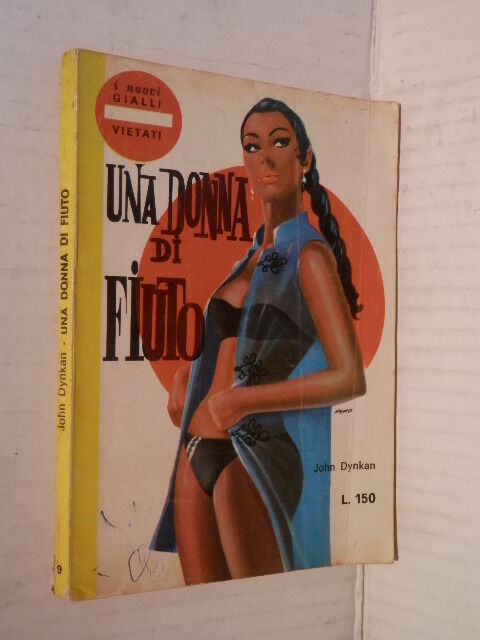 i nuovi
GIALLI
VIETATI
UNA DONNA
DI
FIUTO
John Dynkan
L. 150
John Dynkan - UNA DONNA DI FIUTO
9